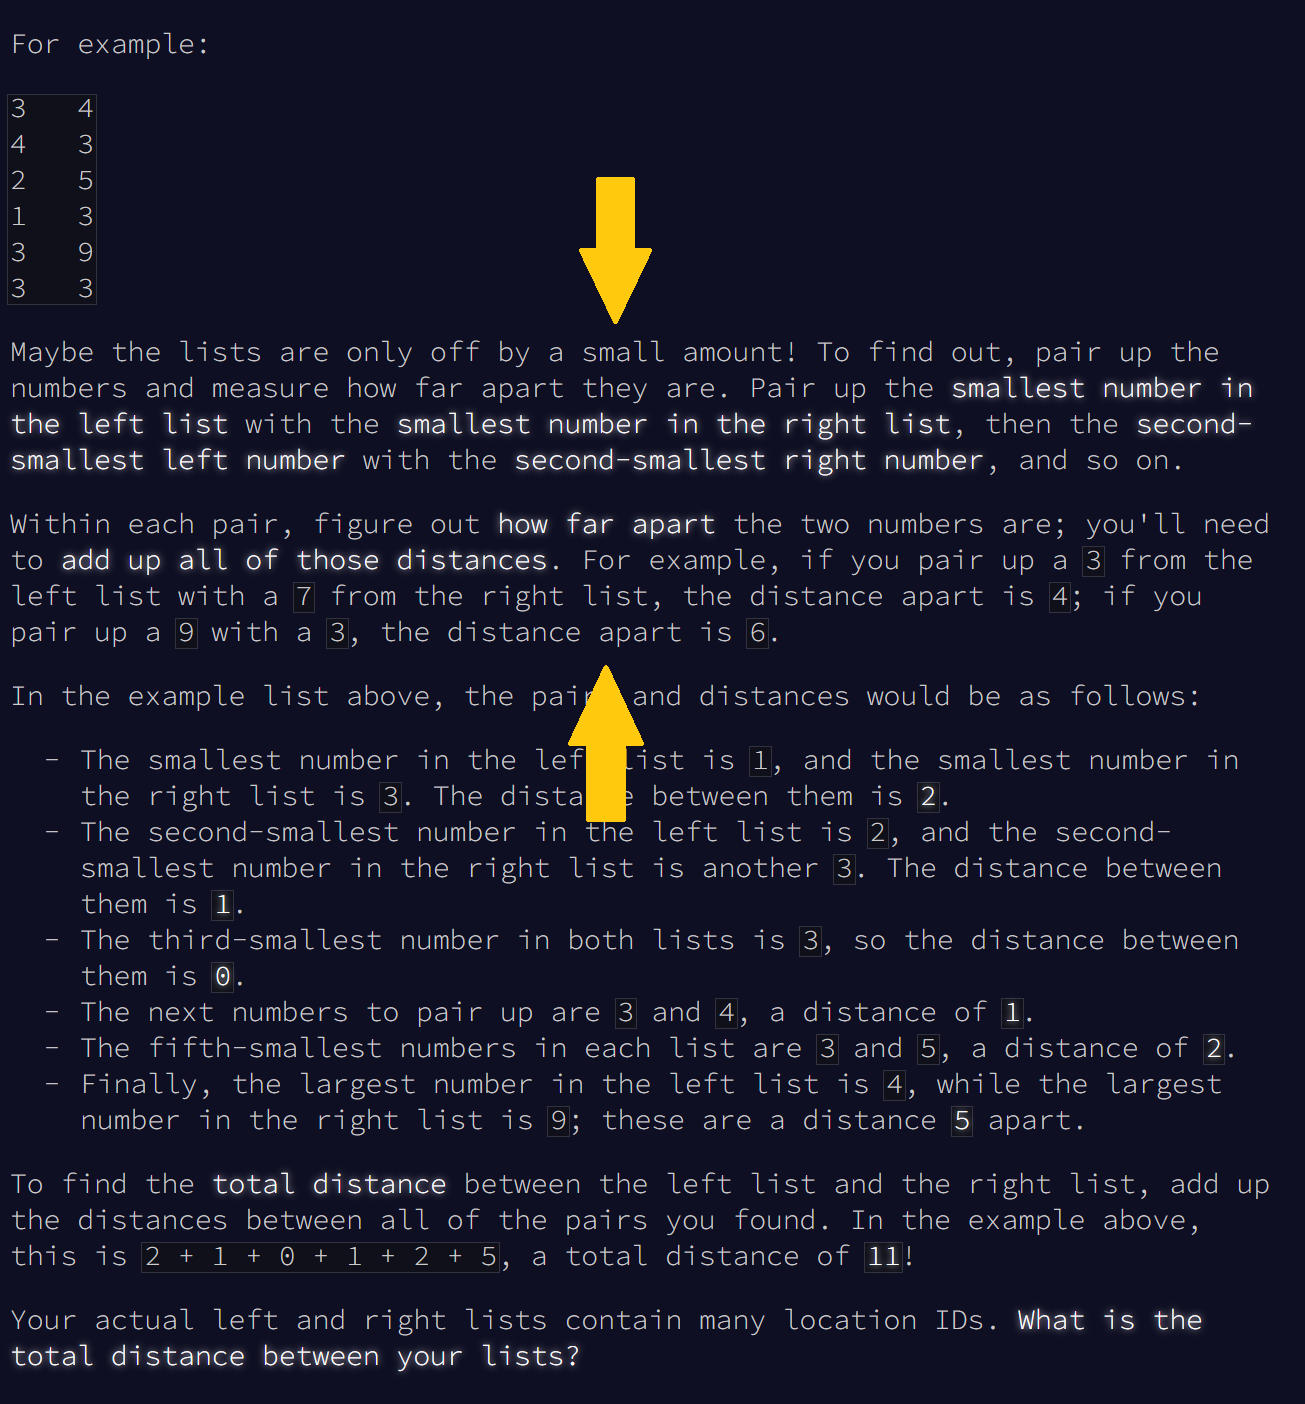 For example:
3   4
4   3
2   5
1   3
3   9
3   3
Maybe the lists are only off by a small amount! To find out, pair up the
numbers and measure how far apart they are. Pair up the smallest number in
the left list with the smallest number in the right list, then the second-
smallest left number with the second-smallest right number, and so on.
Within each pair, figure out how far apart the two numbers are; you'll need
to add up all of those distances. For example, if you pair up a 3 from the
left list with a 7 from the right list, the distance apart is 4; if you
pair up a 9 with a 3, the distance apart is 6.
In the example list above, the pairs and distances would be as follows:
- The smallest number in the left list is 1, and the smallest number in
the right list is 3. The distance between them is 2.
- The second-smallest number in the left list is 2, and the second-
smallest number in the right list is another 3. The distance between
them is 1.
- The third-smallest number in both lists is 3, so the distance between
them is 0.
- The next numbers to pair up are 3 and 4, a distance of 1.
- The fifth-smallest numbers in each list are 3 and 5, a distance of 2.
- Finally, the largest number in the left list is 4, while the largest
number in the right list is 9; these are a distance 5 apart.
To find the total distance between the left list and the right list, add up
the distances between all of the pairs you found. In the example above,
this is 2 + 1 + 0 + 1 + 2 + 5, a total distance of 11!
Your actual left and right lists contain many location IDs. What is the
total distance between your lists?